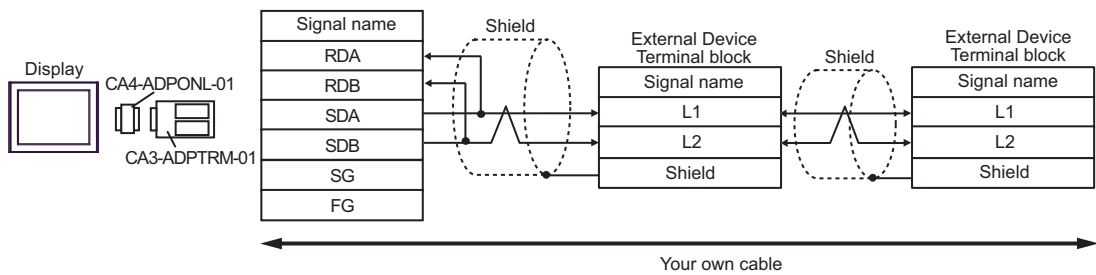 Display
CA4-ADPONL-01
CA3-ADPTRM-01
Signal name
RDA
RDB
SDA
SDB
SG
FG
Shield
External Device
Terminal block
Signal name
L1
L2
Shield
Shield
External Device
Terminal block
Signal name
L1
L2
Shield
Your own cable